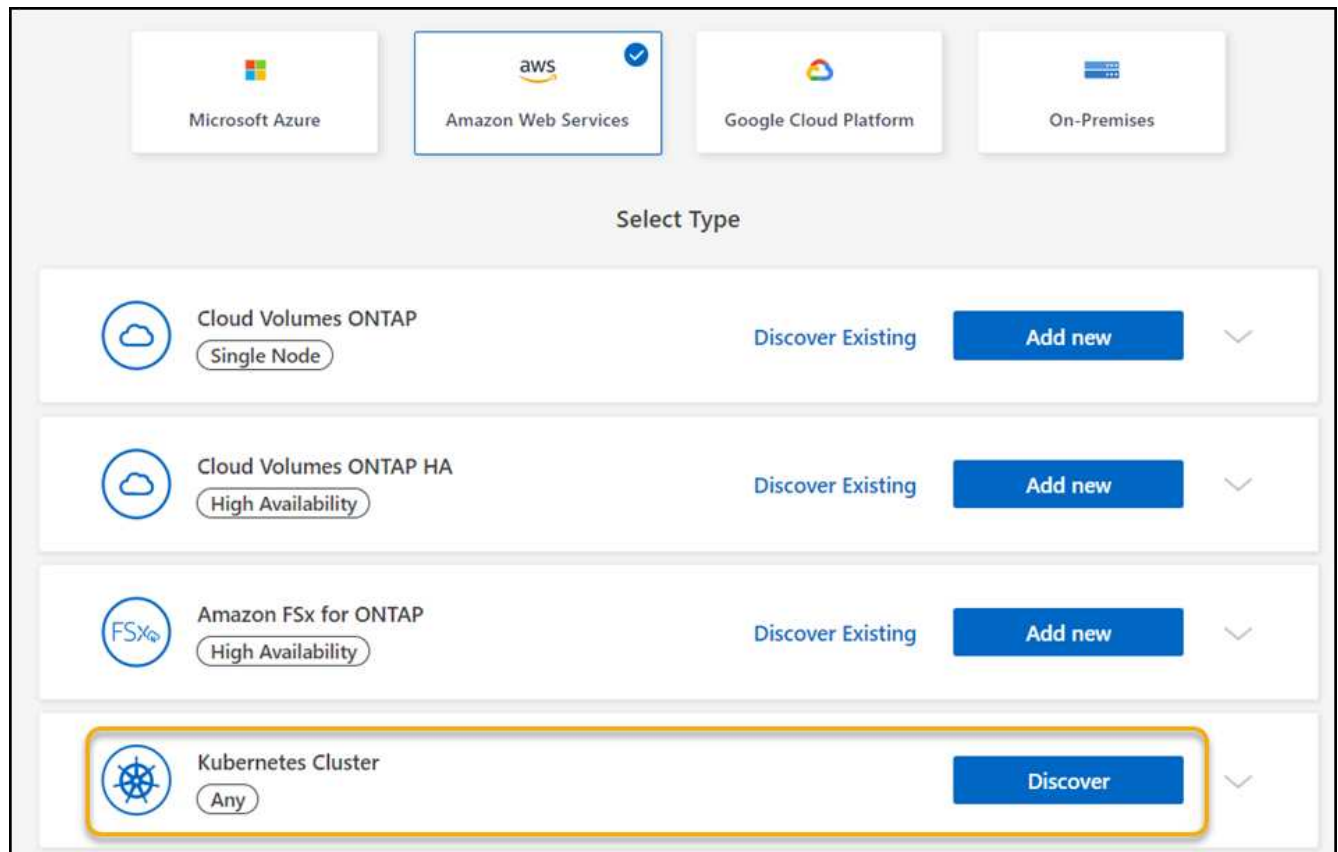 aws
Microsoft Azure
Amazon Web Services
Google Cloud Platform
On-Premises
Select Type
Cloud Volumes ONTAP
Single Node
Discover Existing
Add new
Cloud Volumes ONTAP HA
High Availability
Discover Existing
Add new
FSx
Amazon FSx for ONTAP
High Availability
Discover Existing
Add new
Kubernetes Cluster
Any
Discover